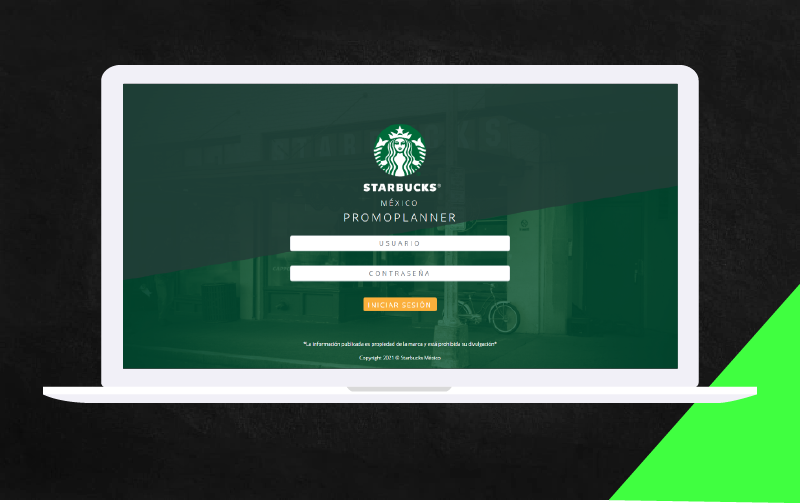 STARBUCKS®
MÉXICO
PROMOPLANNER
USUARIO
CONTRASEÑA
INICIAR SESIÓN
*La información publicada es propiedad de la marca y está prohibida su divulgación*
Copyright 2021 © Starbucks México